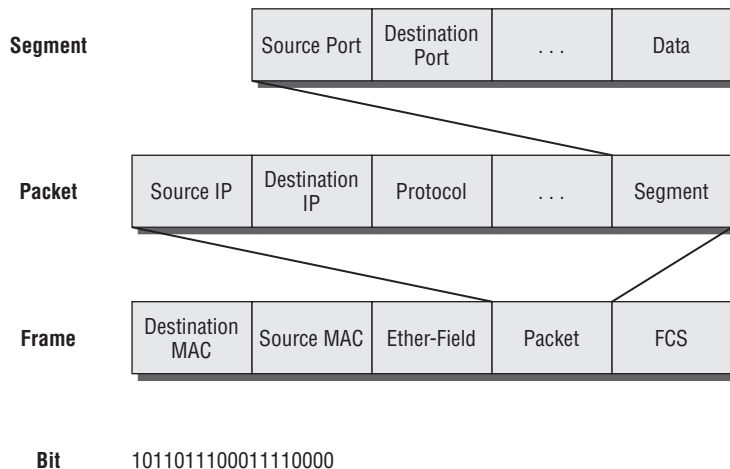 Segment
Source Port
Destination
Port
. . .
Data
Packet
Source IP
Destination
IP
Protocol
. . .
Segment
Frame
Destination
MAC
Source MAC
Ether-Field
Packet
FCS
Bit
1011011100011110000